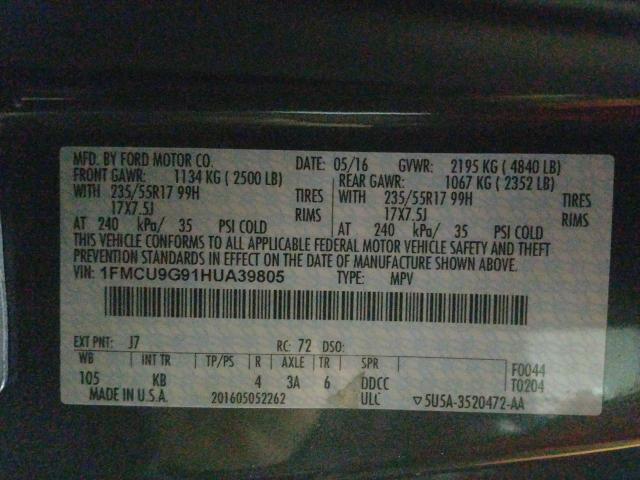 MFD. BY FORD MOTOR CO. DATE: 05/16 GVWR: 2195 KG ( 4840 LB)
FRONT GAWR: 1134 KG ( 2500 LB) REAR GAWR: 1067 KG ( 2352 LB)
WITH 235/55R17 99H TIRES WITH 235/55R17 99H TIRES
17X7.5J RIMS 17X7.5J RIMS
AT 240 kPa/ 35 PSI COLD AT 240 kPa/ 35 PSI COLD
THIS VEHICLE CONFORMS TO ALL APPLICABLE FEDERAL MOTOR VEHICLE SAFETY AND THEFT
PREVENTION STANDARDS IN EFFECT ON THE DATE OF MANUFACTURE SHOWN ABOVE.
VIN: 1FMCU9G91HUA39805 TYPE: MPV
EXT PNT: J7 RC: 72 DSO:
WB INT TR TP/PS R AXLE TR SPR F0044
105 KB 4 3A 6 DDCC T0204
MADE IN U.S.A. 201605052262 ULC ▽5U5A-3520472-AA